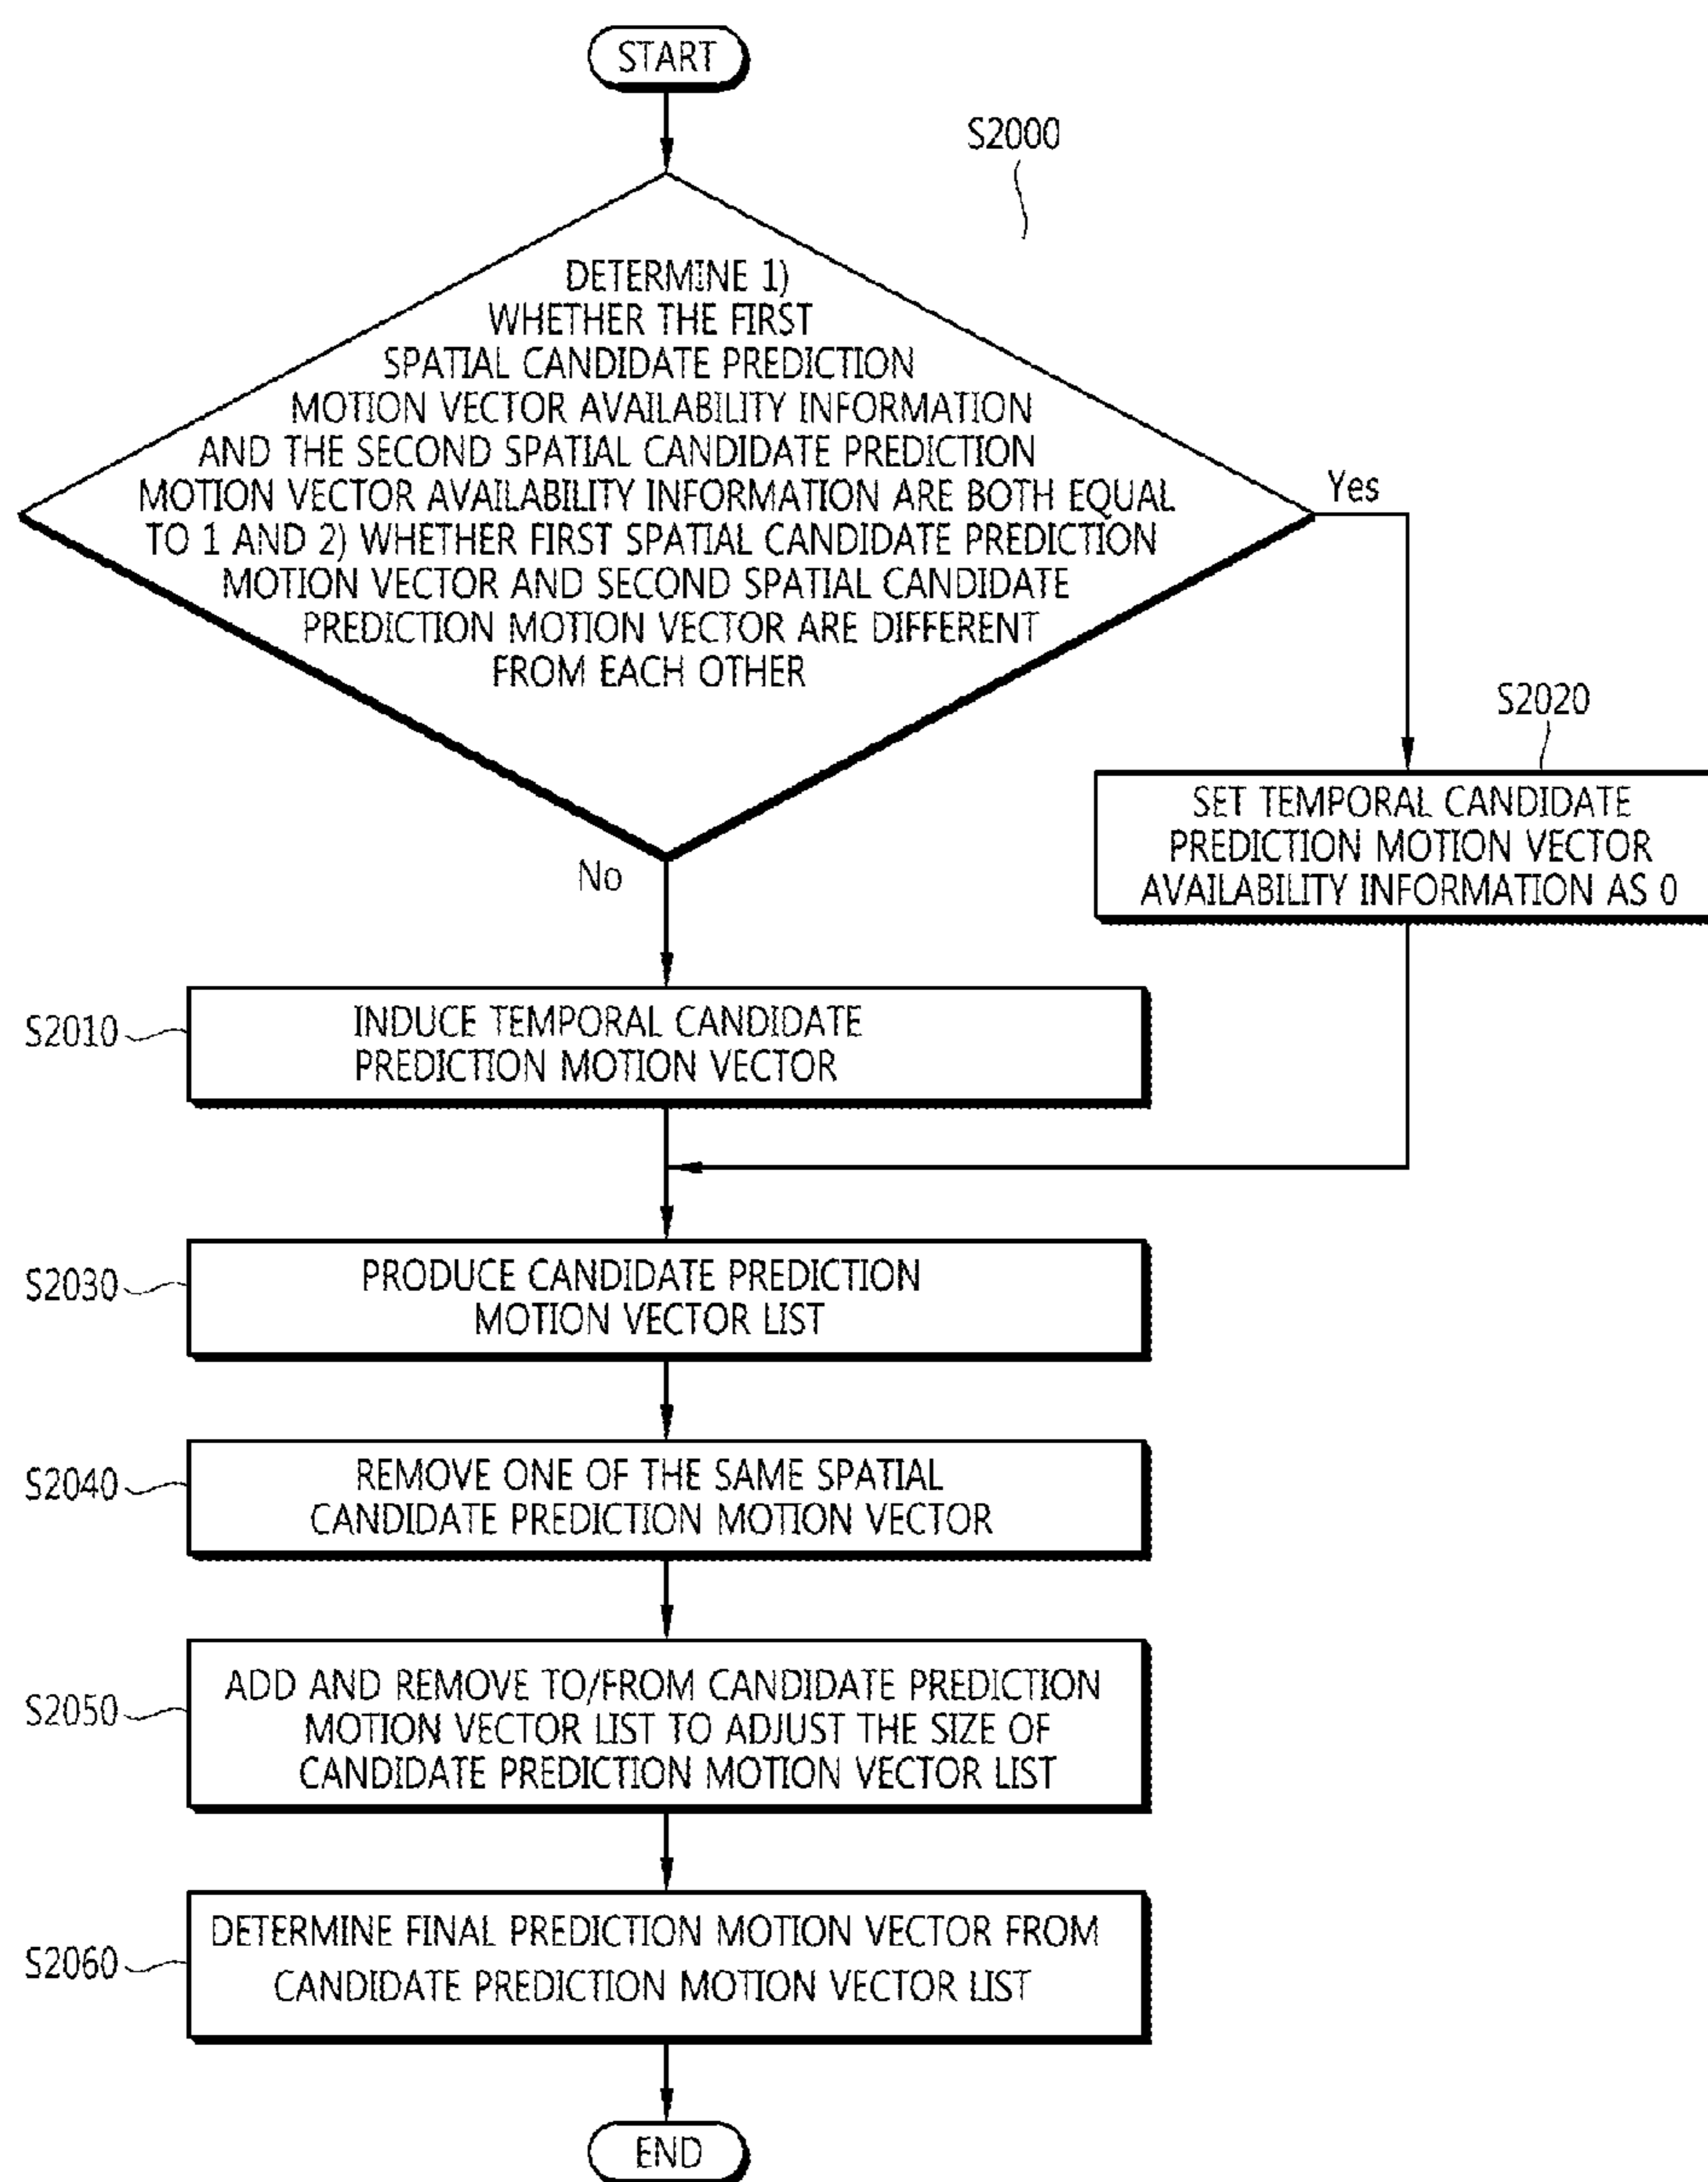 START
S2000
DETERMINE 1)
WHETHER THE FIRST
SPATIAL CANDIDATE PREDICTION
MOTION VECTOR AVAILABILITY INFORMATION
AND THE SECOND SPATIAL CANDIDATE PREDICTION
MOTION VECTOR AVAILABILITY INFORMATION ARE BOTH EQUAL
TO 1 AND 2) WHETHER FIRST SPATIAL CANDIDATE PREDICTION
MOTION VECTOR AND SECOND SPATIAL CANDIDATE
PREDICTION MOTION VECTOR ARE DIFFERENT
FROM EACH OTHER
Yes
S2020
SET TEMPORAL CANDIDATE
PREDICTION MOTION VECTOR
AVAILABILITY INFORMATION AS 0
No
S2010
INDUCE TEMPORAL CANDIDATE
PREDICTION MOTION VECTOR
S2030
PRODUCE CANDIDATE PREDICTION
MOTION VECTOR LIST
S2040
REMOVE ONE OF THE SAME SPATIAL
CANDIDATE PREDICTION MOTION VECTOR
S2050
ADD AND REMOVE TO/FROM CANDIDATE PREDICTION
MOTION VECTOR LIST TO ADJUST THE SIZE OF
CANDIDATE PREDICTION MOTION VECTOR LIST
S2060
DETERMINE FINAL PREDICTION MOTION VECTOR FROM
CANDIDATE PREDICTION MOTION VECTOR LIST
END